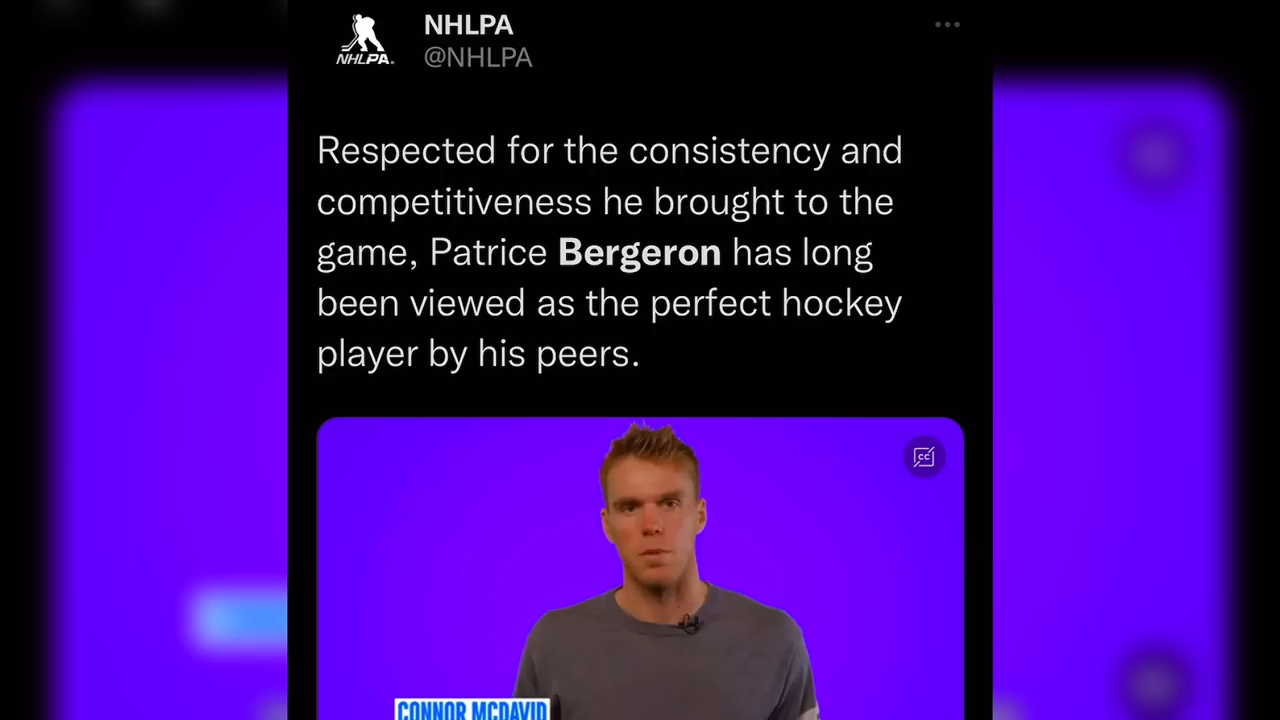 NHLPA
@NHLPA
NHLPA
Respected for the consistency and
competitiveness he brought to the
game, Patrice Bergeron has long
been viewed as the perfect hockey
player by his peers.
CC
CONNOR MCDAVID